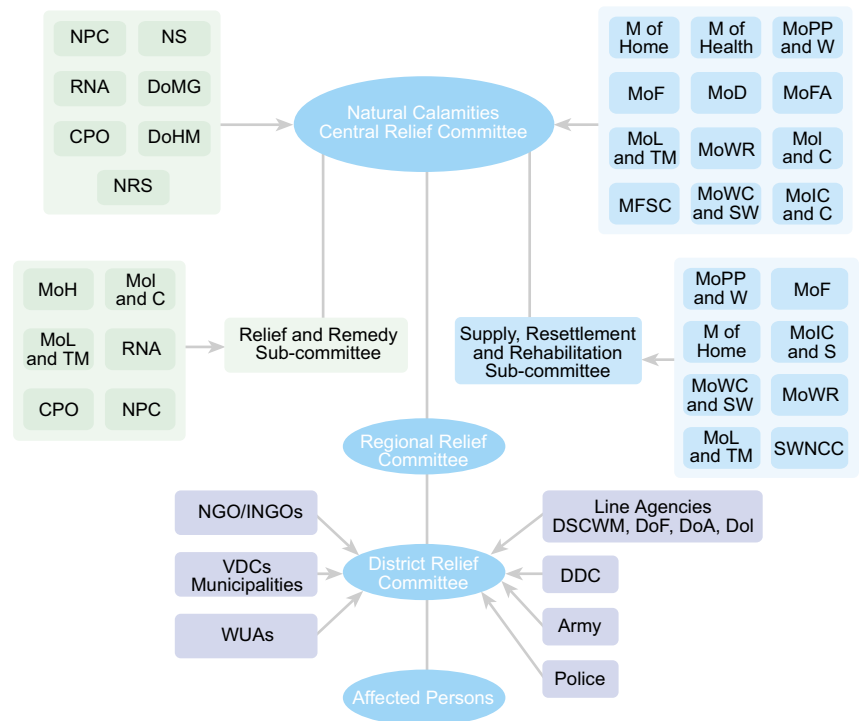 NPC
NS
RNA
DoMG
CPO
DoHM
NRS
Natural Calamities
Central Relief Committee
M of
Home
M of
Health
MoPP
and W
MoF
MoD
MoFA
MoL
and TM
MoWR
MoI
and C
MFSC
MoWC
and SW
MoIC
and C
MoH
MoI
and C
MoL
and TM
RNA
CPO
NPC
Relief and Remedy
Sub-committee
Supply, Resettlement
and Rehabilitation
Sub-committee
MoPP
and W
MoF
M of
Home
MoIC
and S
MoWC
and SW
MoWR
MoL
and TM
SWNCC
Regional Relief
Committee
NGO/INGOs
VDCs
Municipalities
WUAs
District Relief
Committee
Line Agencies
DSCWM, DoF, DoA, DoI
DDC
Army
Police
Affected Persons